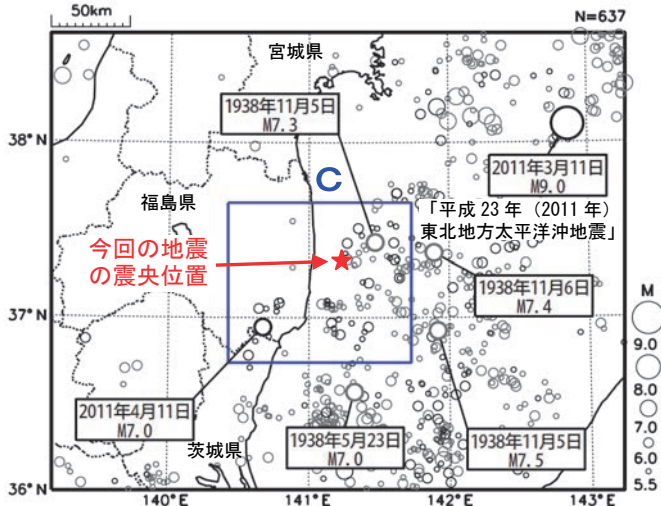 50km
N=637
宮城県
1938年11月5日
M7.3
38°N
2011年3月11日
M9.0
C
福島県
「平成 23 年（2011 年）
東北地方太平洋沖地震」
今回の地震
の震央位置
1938年11月6日
M7.4
37°N
M
9.0
8.0
7.0
6.0
5.5
2011年4月11日
M7.0
茨城県
1938年5月23日
M7.0
1938年11月5日
M7.5
36°N
140°E
141°E
142°E
143°E